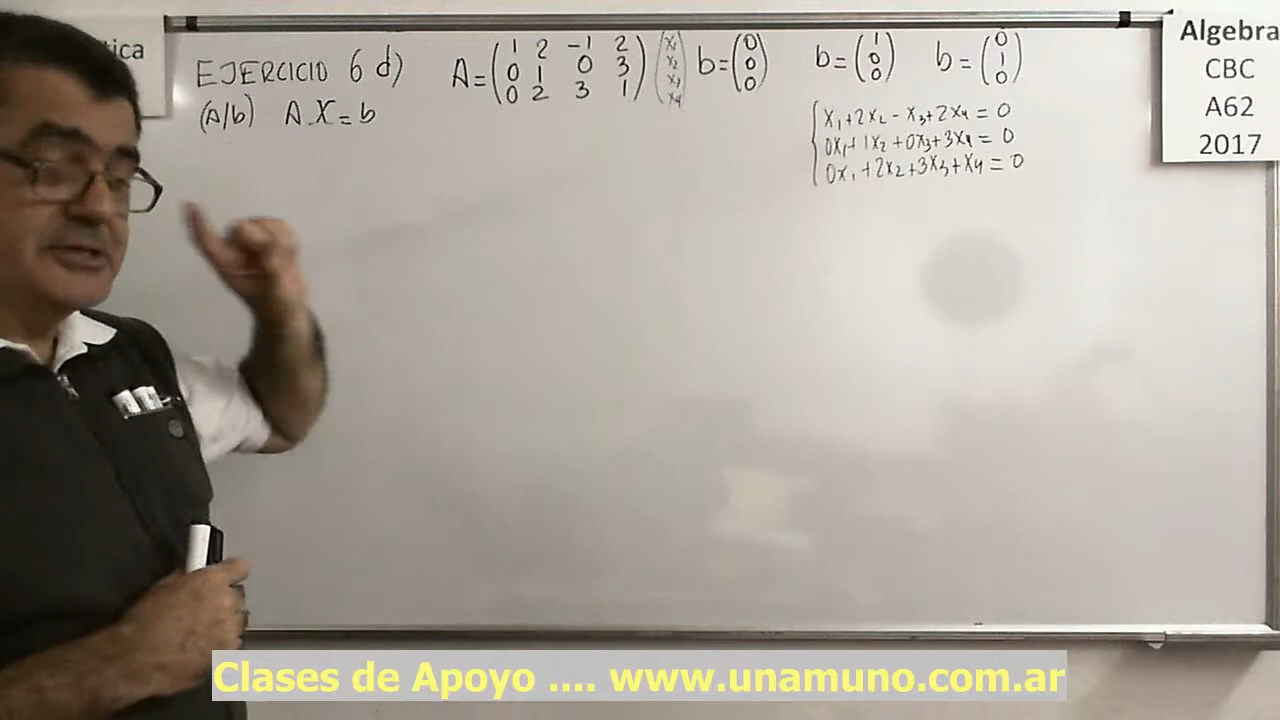 tica
EJERCICIO 6 d)
(A/b) A.X = b
A = ( 1 2 -1 2
0 1 0 3
0 2 3 1 ) ( x1
x2
x3
x4 )
b = ( 0
0
0 )
b = ( 1
0
0 )
b = ( 0
1
0 )
x1 + 2x2 - x3 + 2x4 = 0
0x1 + 1x2 + 0x3 + 3x4 = 0
0x1 + 2x2 + 3x3 + x4 = 0
Algebra
CBC
A62
2017
Clases de Apoyo .... www.unamuno.com.ar